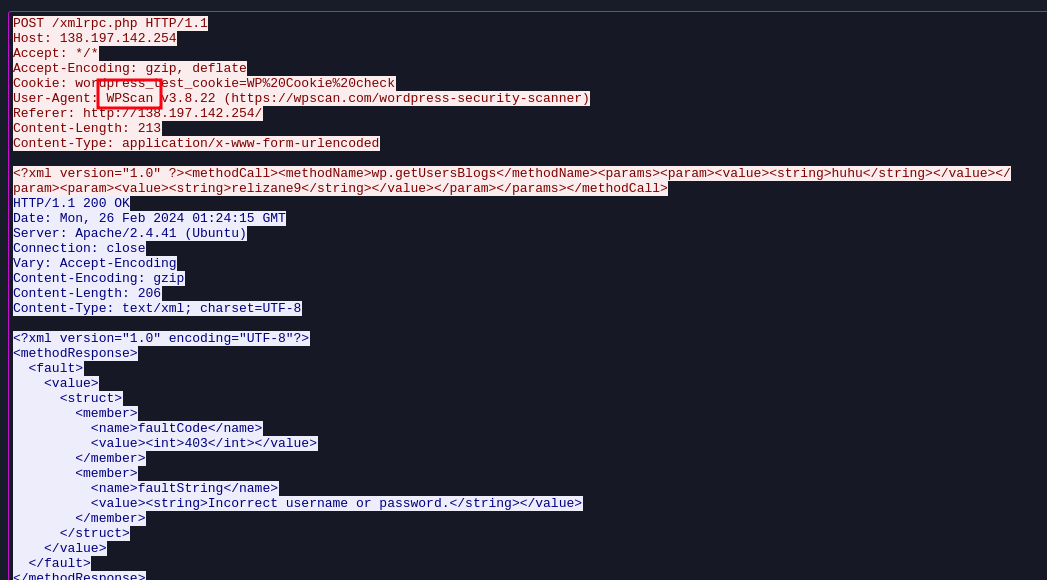 POST /xmlrpc.php HTTP/1.1
Host: 138.197.142.254
Accept: */*
Accept-Encoding: gzip, deflate
Cookie: wordpress_test_cookie=WP%20Cookie%20check
User-Agent: WPScan v3.8.22 (https://wpscan.com/wordpress-security-scanner)
Referer: http://138.197.142.254/
Content-Length: 213
Content-Type: application/x-www-form-urlencoded
<?xml version="1.0" ?><methodCall><methodName>wp.getUsersBlogs</methodName><params><param><value><string>huhu</string></value></
param><param><value><string>relizane9</string></value></param></params></methodCall>
HTTP/1.1 200 OK
Date: Mon, 26 Feb 2024 01:24:15 GMT
Server: Apache/2.4.41 (Ubuntu)
Connection: close
Vary: Accept-Encoding
Content-Encoding: gzip
Content-Length: 206
Content-Type: text/xml; charset=UTF-8
<?xml version="1.0" encoding="UTF-8"?>
<methodResponse>
  <fault>
    <value>
      <struct>
        <member>
          <name>faultCode</name>
          <value><int>403</int></value>
        </member>
        <member>
          <name>faultString</name>
          <value><string>Incorrect username or password.</string></value>
        </member>
      </struct>
    </value>
  </fault>
</methodResponse>